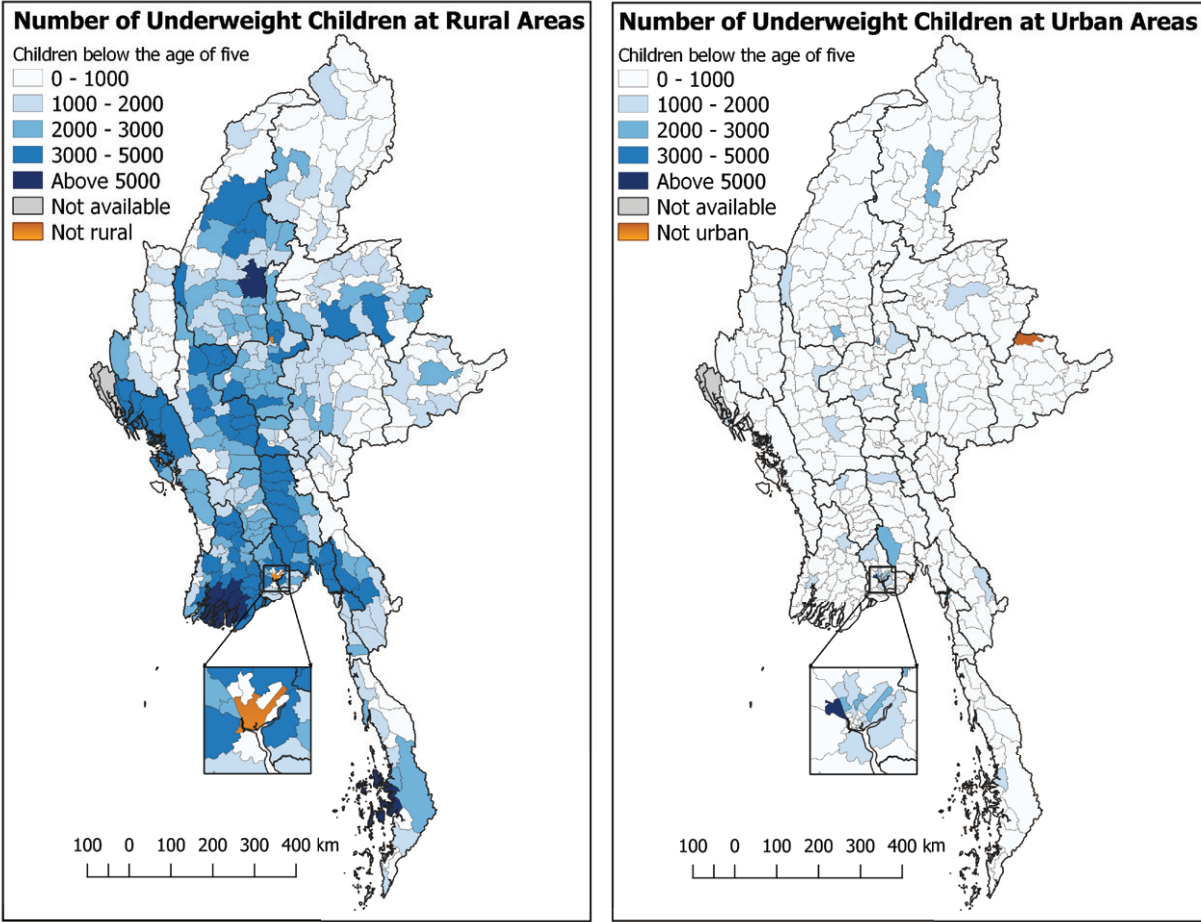 Number of Underweight Children at Rural Areas
Children below the age of five
0 - 1000
1000 - 2000
2000 - 3000
3000 - 5000
Above 5000
Not available
Not rural
100 0 100 200 300 400 km
Number of Underweight Children at Urban Areas
Children below the age of five
0 - 1000
1000 - 2000
2000 - 3000
3000 - 5000
Above 5000
Not available
Not urban
100 0 100 200 300 400 km